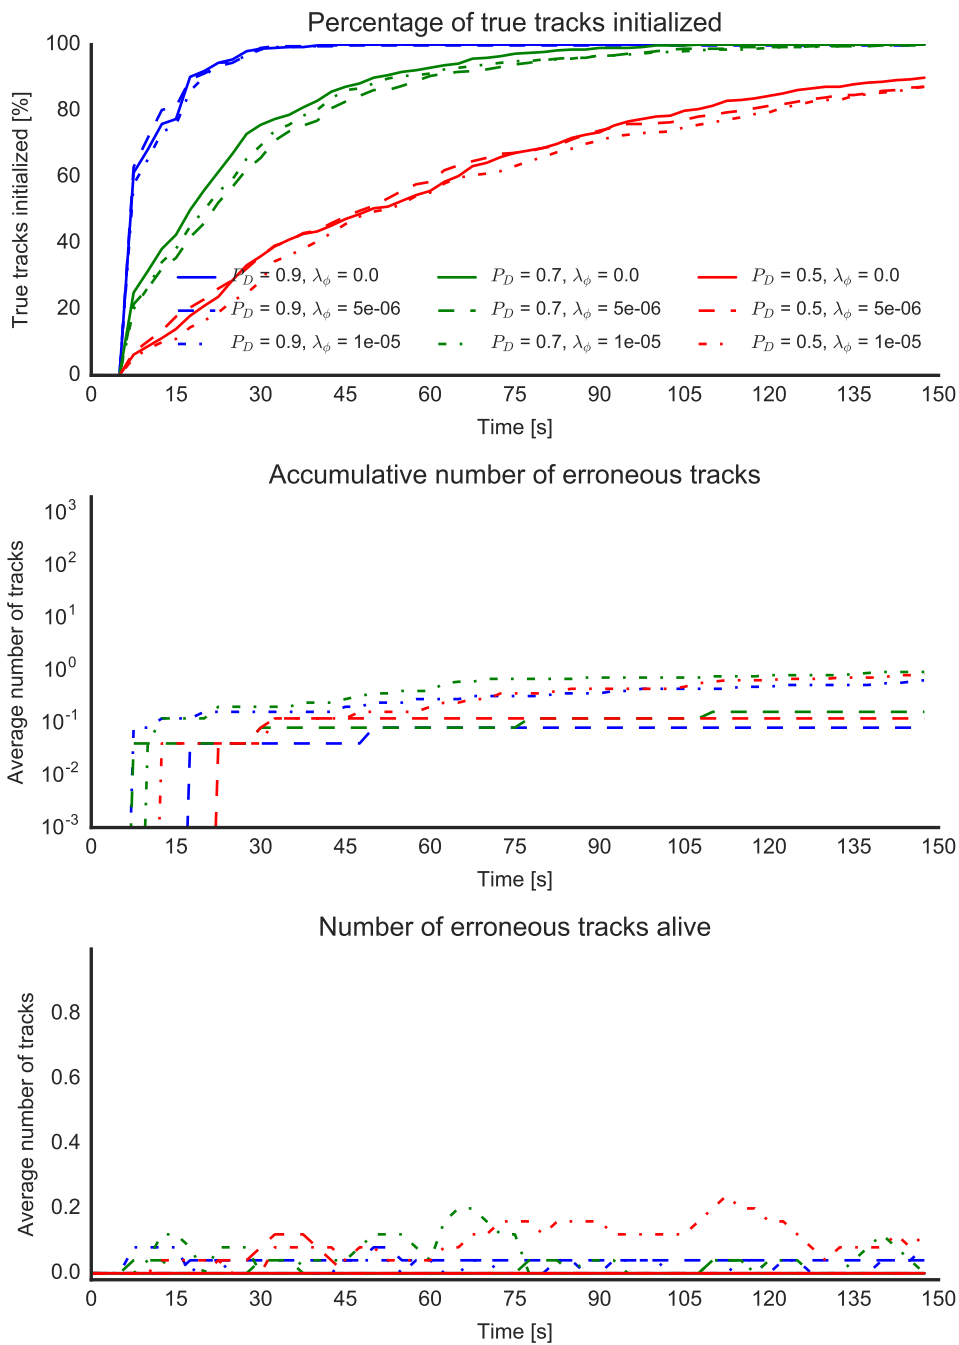 Percentage of true tracks initialized
True tracks initialized [%]
100
80
60
40
20
0
P_D = 0.9, λ_ϕ = 0.0
P_D = 0.7, λ_ϕ = 0.0
P_D = 0.5, λ_ϕ = 0.0
P_D = 0.9, λ_ϕ = 5e-06
P_D = 0.7, λ_ϕ = 5e-06
P_D = 0.5, λ_ϕ = 5e-06
P_D = 0.9, λ_ϕ = 1e-05
P_D = 0.7, λ_ϕ = 1e-05
P_D = 0.5, λ_ϕ = 1e-05
0 15 30 45 60 75 90 105 120 135 150
Time [s]
Accumulative number of erroneous tracks
Average number of tracks
10^3
10^2
10^1
10^0
10^-1
10^-2
10^-3
0 15 30 45 60 75 90 105 120 135 150
Time [s]
Number of erroneous tracks alive
Average number of tracks
0.8
0.6
0.4
0.2
0.0
0 15 30 45 60 75 90 105 120 135 150
Time [s]